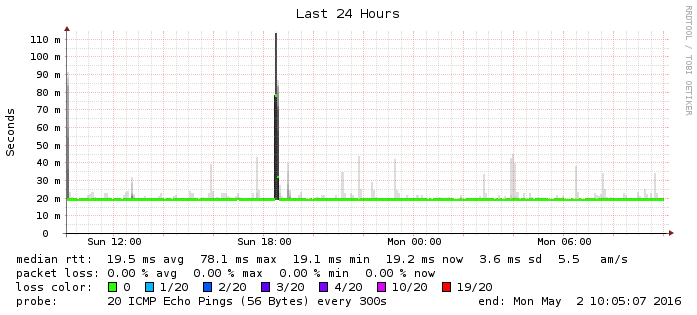 Last 24 Hours
RRDTOOL / TOBI OETIKER
Seconds
110 m
100 m
90 m
80 m
70 m
60 m
50 m
40 m
30 m
20 m
10 m
0
Sun 12:00 Sun 18:00 Mon 00:00 Mon 06:00
median rtt: 19.5 ms avg 78.1 ms max 19.1 ms min 19.2 ms now 3.6 ms sd 5.5 am/s
packet loss: 0.00 % avg 0.00 % max 0.00 % min 0.00 % now
loss color: 0 1/20 2/20 3/20 4/20 10/20 19/20
probe: 20 ICMP Echo Pings (56 Bytes) every 300s end: Mon May 2 10:05:07 2016